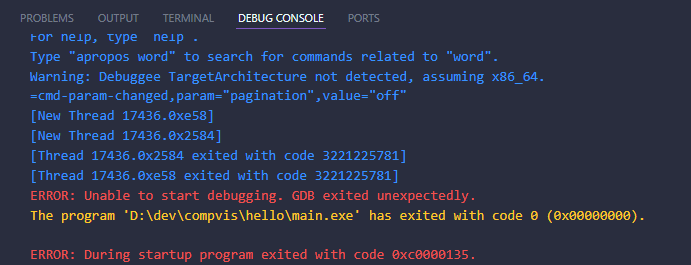 PROBLEMS OUTPUT TERMINAL DEBUG CONSOLE PORTS
For help, type "help".
Type "apropos word" to search for commands related to "word".
Warning: Debuggee TargetArchitecture not detected, assuming x86_64.
=cmd-param-changed,param="pagination",value="off"
[New Thread 17436.0xe58]
[New Thread 17436.0x2584]
[Thread 17436.0x2584 exited with code 3221225781]
[Thread 17436.0xe58 exited with code 3221225781]
ERROR: Unable to start debugging. GDB exited unexpectedly.
The program 'D:\dev\compvis\hello\main.exe' has exited with code 0 (0x00000000).
ERROR: During startup program exited with code 0xc0000135.